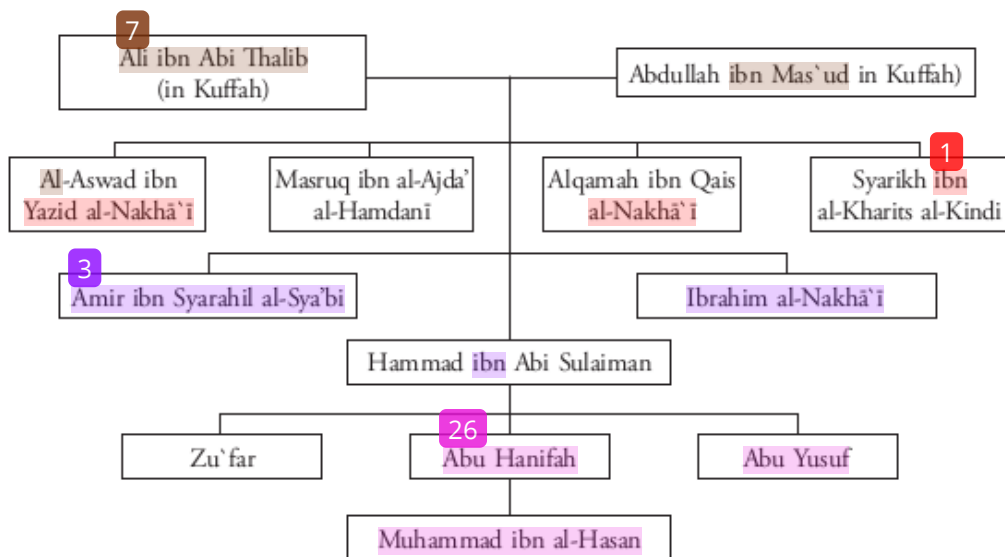 7
Ali ibn Abi Thalib
(in Kuffah)
Abdullah ibn Mas`ud in Kuffah)
1
Al-Aswad ibn
Yazid al-Nakhā`ī
Masruq ibn al-Ajda’
al-Hamdanī
Alqamah ibn Qais
al-Nakhā`ī
Syarikh ibn
al-Kharits al-Kindi
3
Amir ibn Syarahil al-Sya’bi
Ibrahim al-Nakhā`ī
Hammad ibn Abi Sulaiman
26
Zu`far
Abu Hanifah
Abu Yusuf
Muhammad ibn al-Hasan